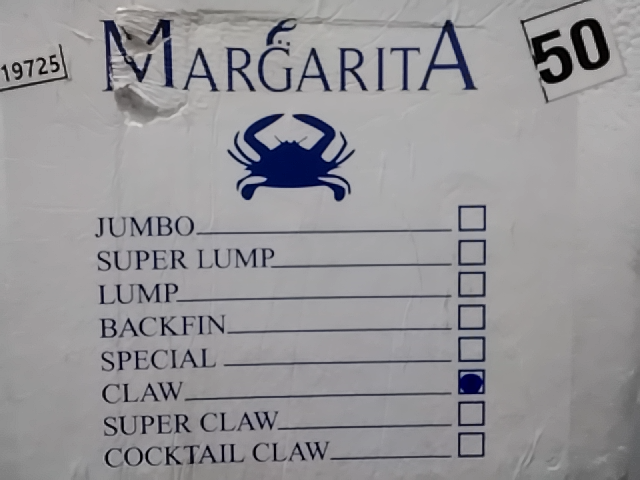 19725
MARGARITA
50
JUMBO
SUPER LUMP
LUMP
BACKFIN
SPECIAL
CLAW
SUPER CLAW
COCKTAIL CLAW